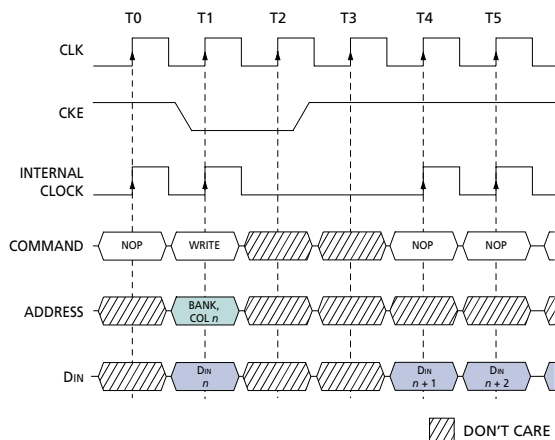 T0 T1 T2 T3 T4 T5
CLK
CKE
INTERNAL
CLOCK
COMMAND NOP WRITE NOP NOP
ADDRESS BANK,
COL n
DIN DIN
n DIN
n + 1 DIN
n + 2
DON'T CARE